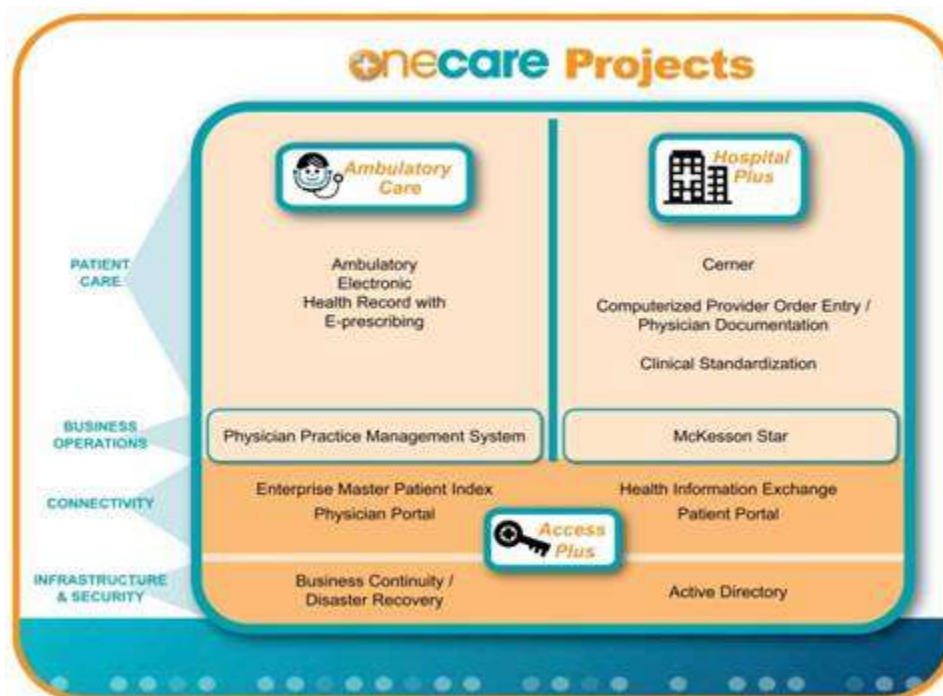 onecare Projects
Ambulatory
Care
Hospital
Plus
PATIENT
CARE
Ambulatory
Electronic
Health Record with
E-prescribing
Cerner
Computerized Provider Order Entry /
Physician Documentation
Clinical Standardization
BUSINESS
OPERATIONS
Physician Practice Management System
McKesson Star
CONNECTIVITY
Enterprise Master Patient Index
Physician Portal
Health Information Exchange
Patient Portal
Access
Plus
INFRASTRUCTURE
& SECURITY
Business Continuity /
Disaster Recovery
Active Directory